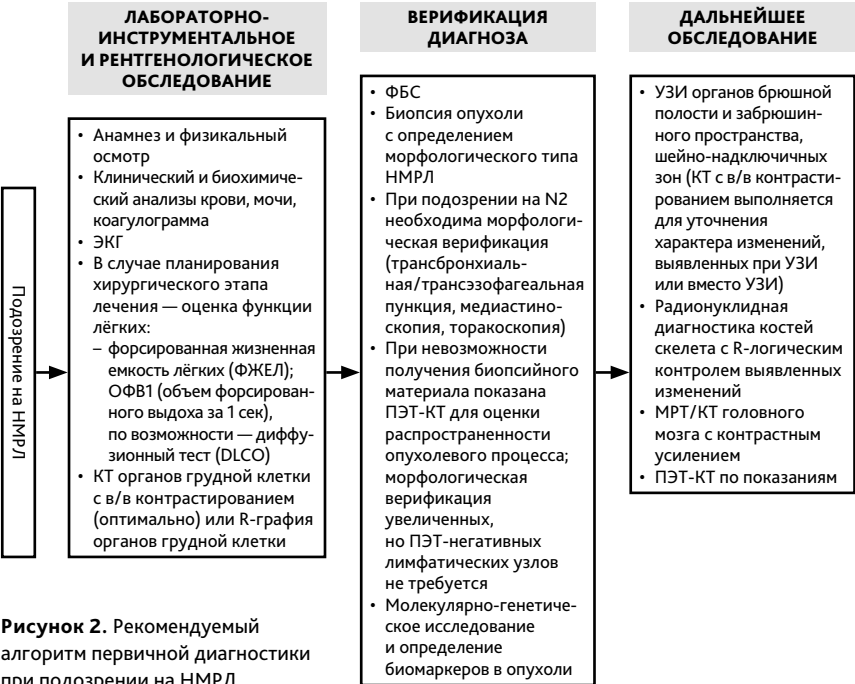 ЛАБОРАТОРНО-
ИНСТРУМЕНТАЛЬНОЕ
И РЕНТГЕНОЛОГИЧЕСКОЕ
ОБСЛЕДОВАНИЕ
ВЕРИФИКАЦИЯ
ДИАГНОЗА
ДАЛЬНЕЙШЕЕ
ОБСЛЕДОВАНИЕ
Подозрение на НМРЛ
• Анамнез и физикальный
осмотр
• Клинический и биохимиче-
ский анализы крови, мочи,
коагулограмма
• ЭКГ
• В случае планирования
хирургического этапа
лечения — оценка функции
лёгких:
– форсированная жизненная
емкость лёгких (ФЖЕЛ);
ОФВ1 (объем форсирован-
ного выдоха за 1 сек),
по возможности — диффу-
зионный тест (DLCO)
• КТ органов грудной клетки
с в/в контрастированием
(оптимально) или R-графия
органов грудной клетки
• ФБС
• Биопсия опухоли
с определением
морфологического типа
НМРЛ
• При подозрении на N2
необходима морфологи-
ческая верификация
(трансбронхиаль-
ная/трансэзофагеальная
пункция, медиастино-
скопия, торакоскопия)
• При невозможности
получения биопсийного
материала показана
ПЭТ-КТ для оценки
распространенности
опухолевого процесса;
морфологическая
верификация
увеличенных,
но ПЭТ-негативных
лимфатических узлов
не требуется
• Молекулярно-генетиче-
ское исследование
и определение
биомаркеров в опухоли
• УЗИ органов брюшной
полости и забрюшин-
ного пространства,
шейно-надключичных
зон (КТ с в/в контрасти-
рованием выполняется
для уточнения
характера изменений,
выявленных при УЗИ
или вместо УЗИ)
• Радионуклидная
диагностика костей
скелета с R-логическим
контролем выявленных
изменений
• МРТ/КТ головного
мозга с контрастным
усилением
• ПЭТ-КТ по показаниям
Рисунок 2. Рекомендуемый
алгоритм первичной диагностики
при подозрении на НМРЛ